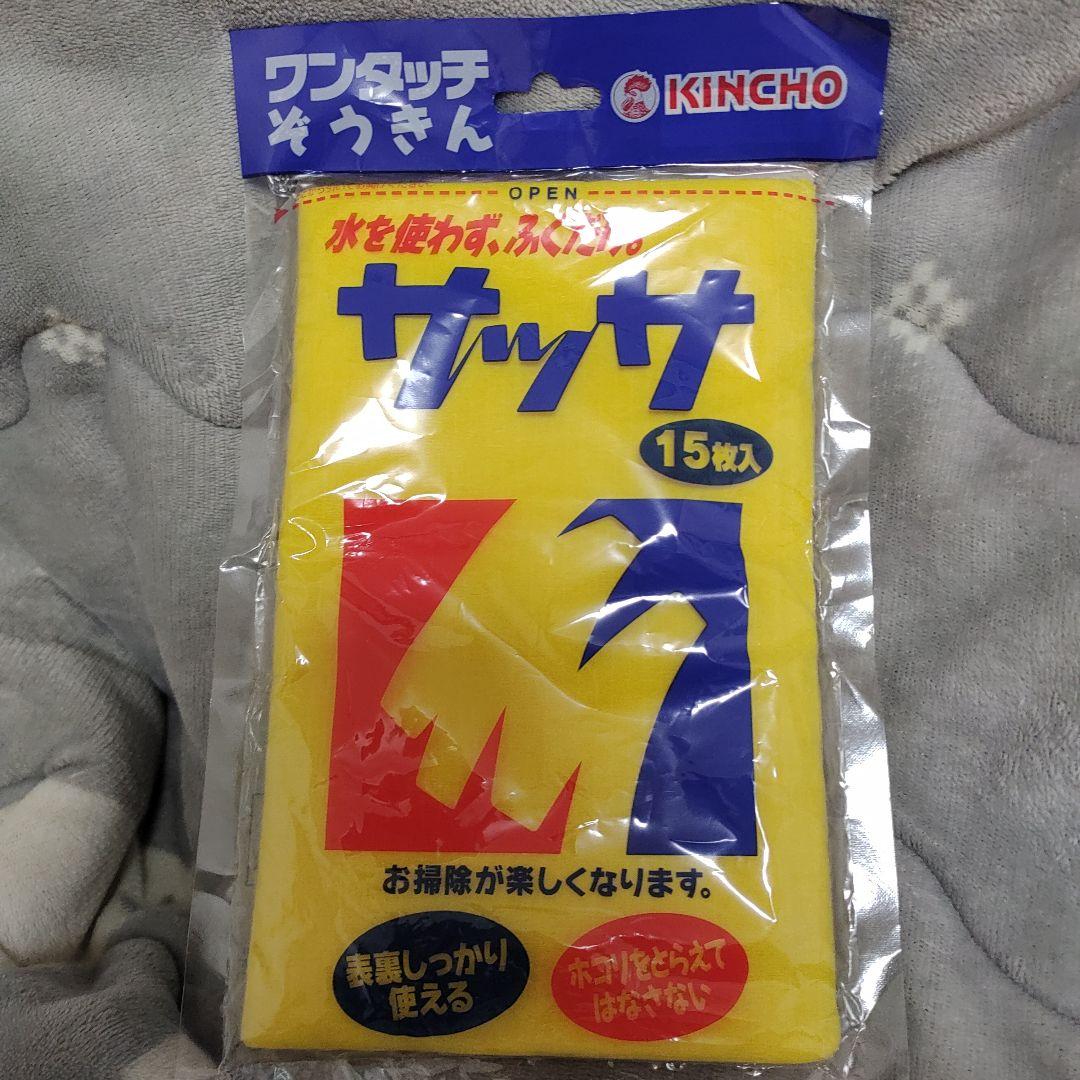 ワンタッチ
ぞうきん
KINCHO
OPEN
水を使わず、ふくだけ。
サッサ
15枚入
お掃除が楽しくなります。
表裏しっかり
使える
ホコリをとらえて
はなさない